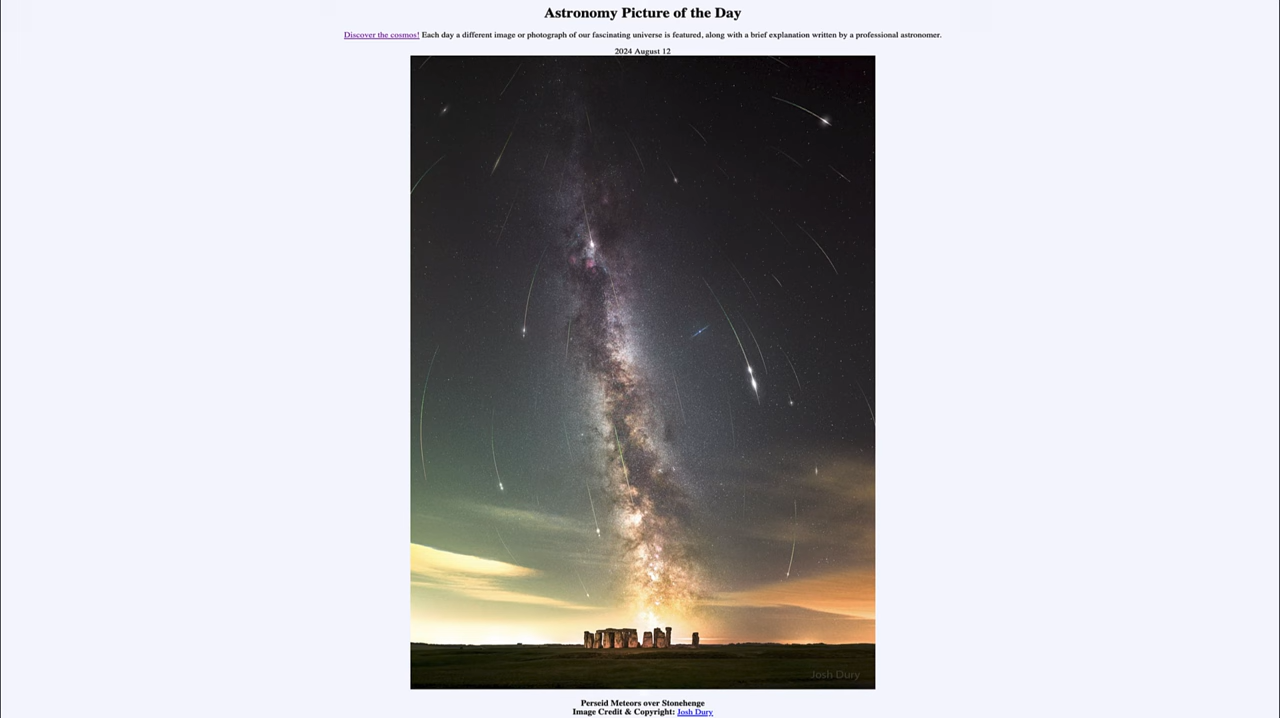 Astronomy Picture of the Day
Discover the cosmos! Each day a different image or photograph of our fascinating universe is featured, along with a brief explanation written by a professional astronomer.
2024 August 12
Josh Dury
Perseid Meteors over Stonehenge
Image Credit & Copyright: Josh Dury